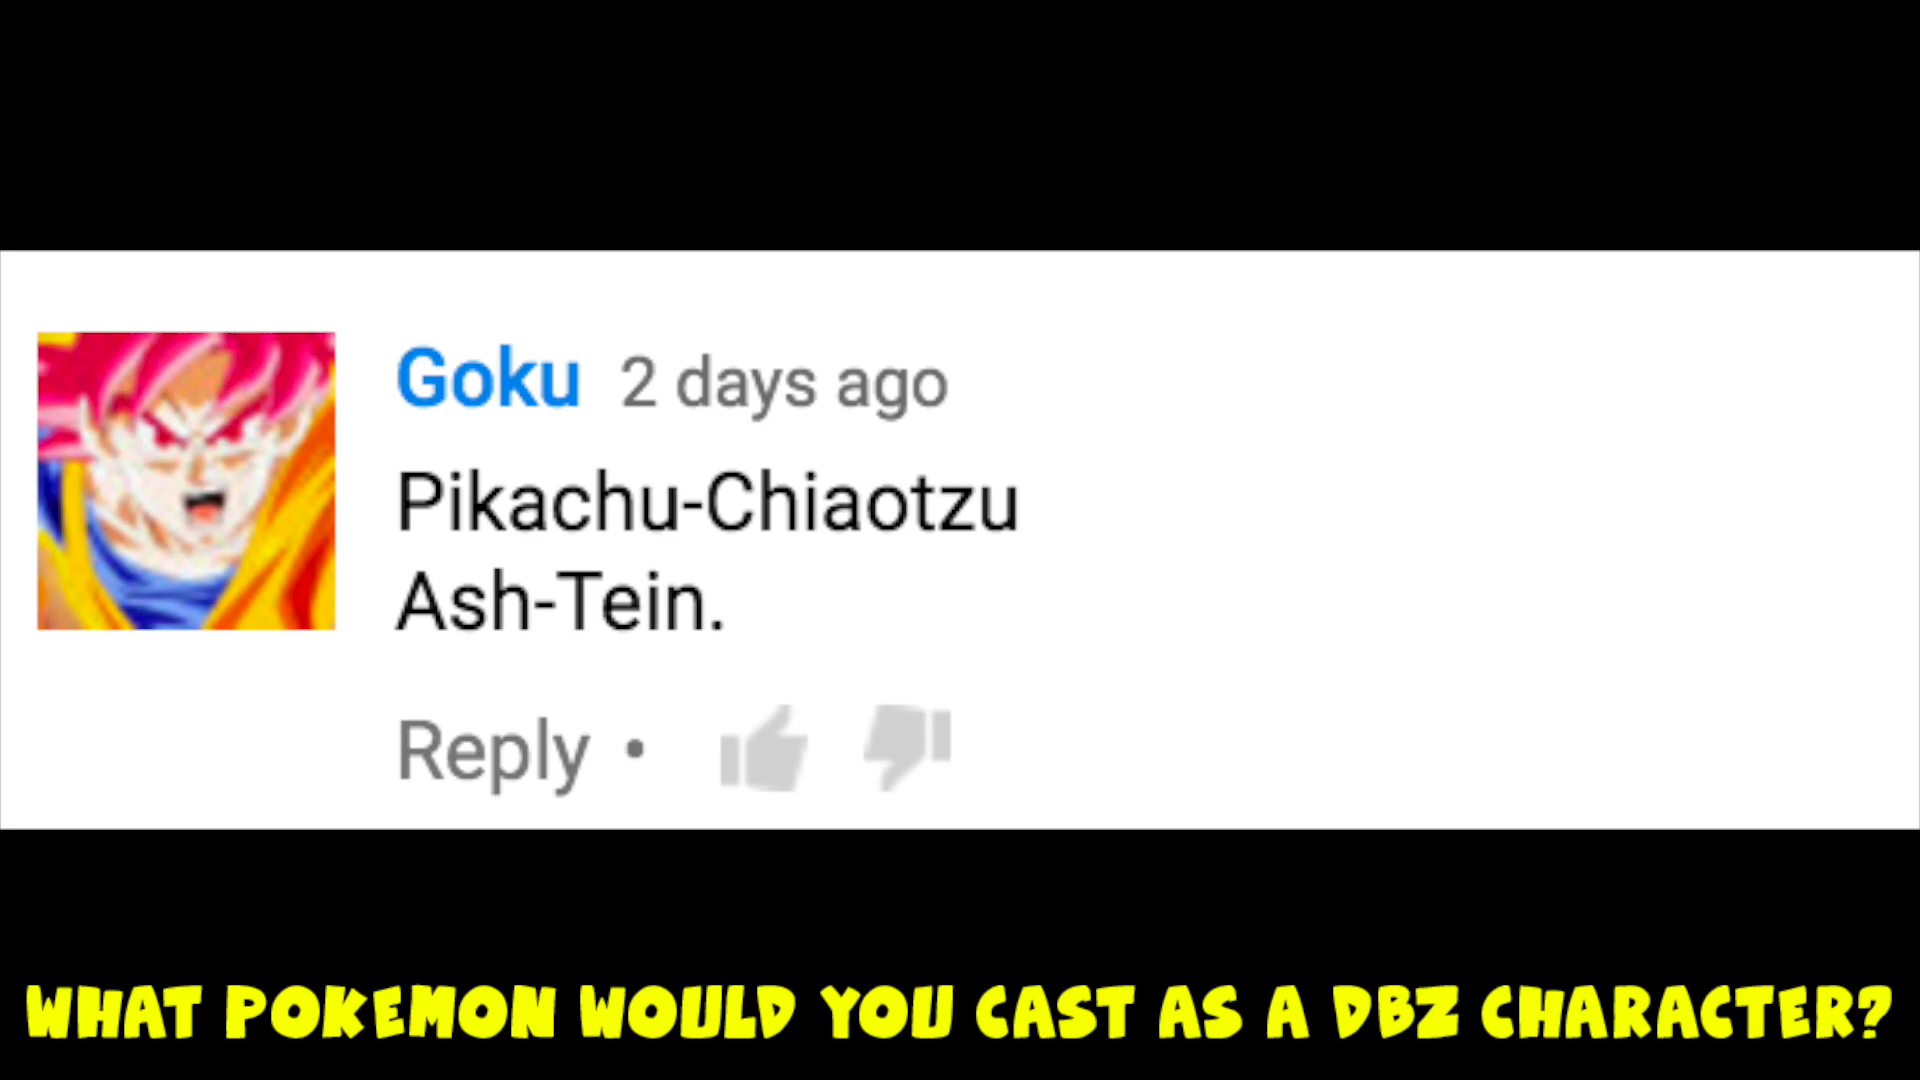 Goku 2 days ago
Pikachu-Chiaotzu
Ash-Tein.
Reply •
WHAT POKEMON WOULD YOU CAST AS A DBZ CHARACTER?